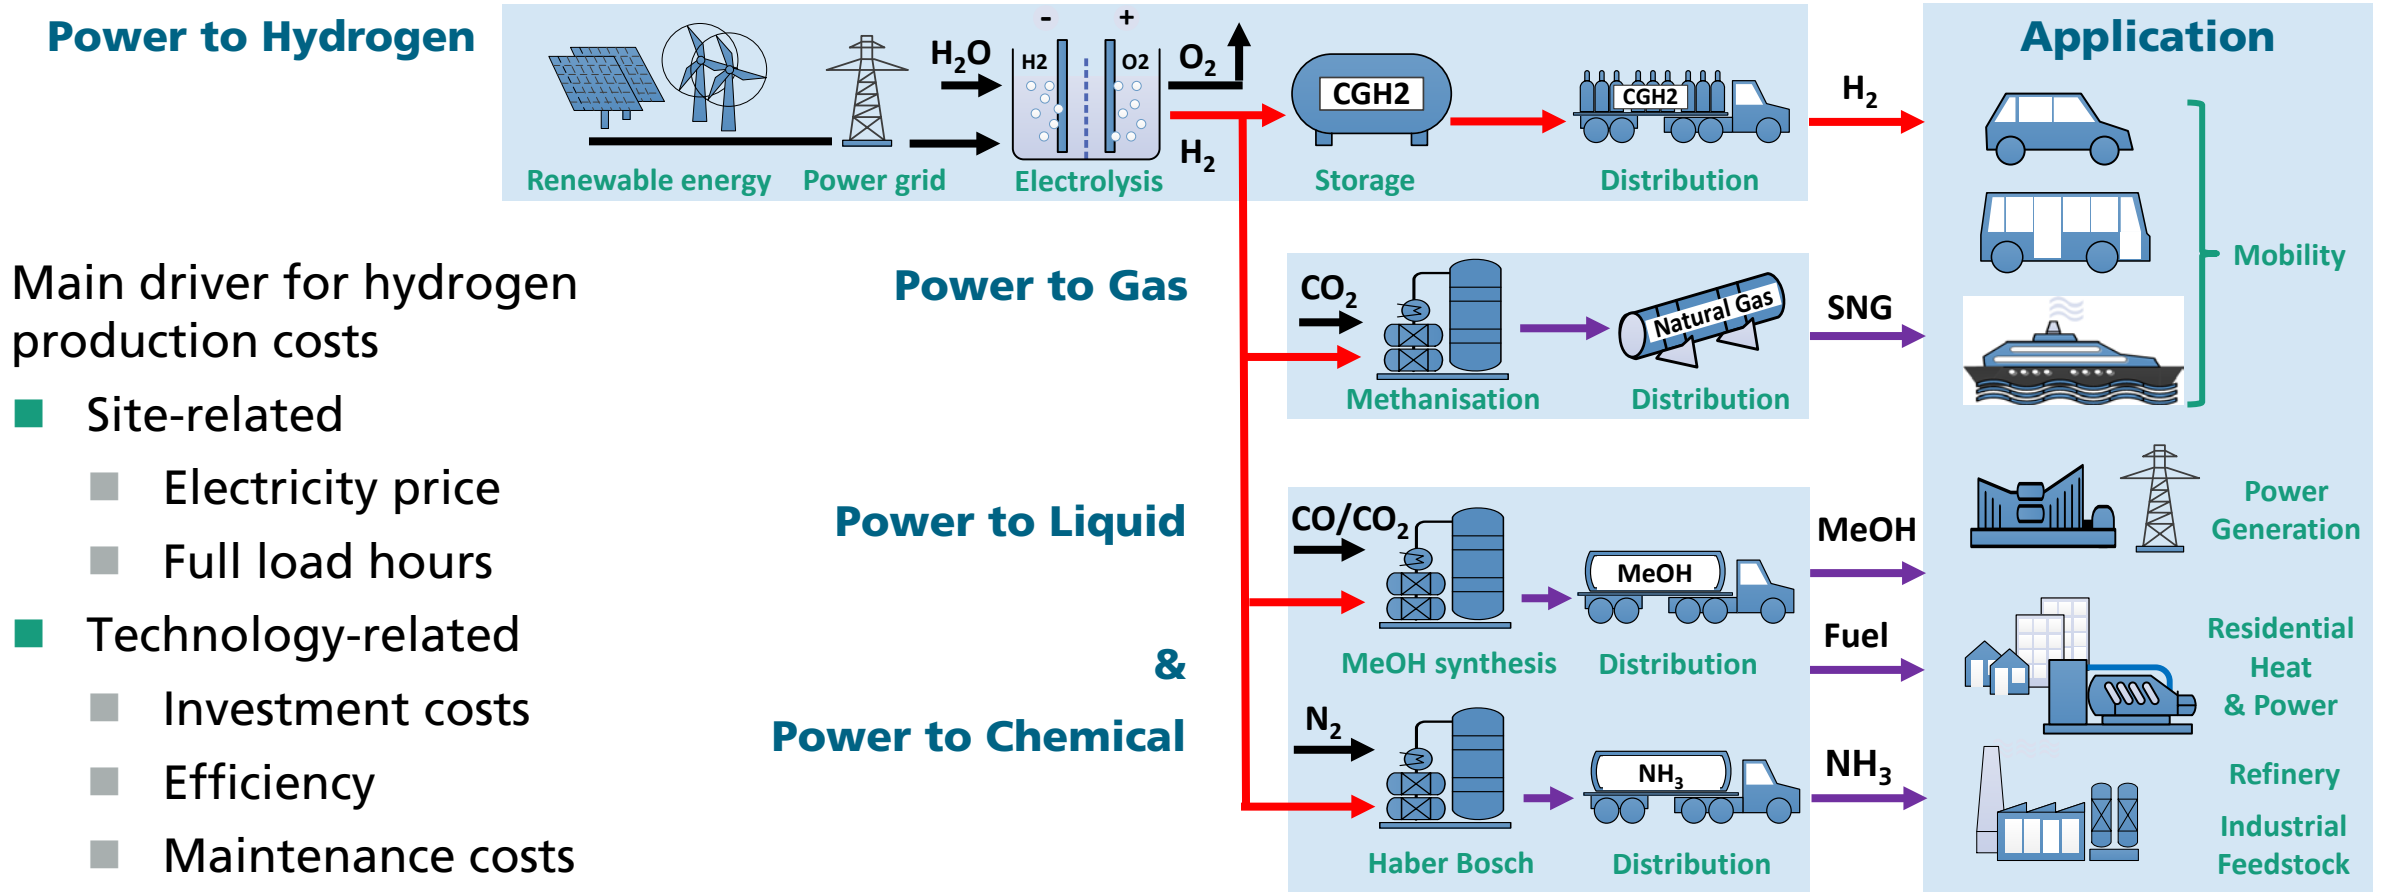 Power to Hydrogen
- +
H2O
H2
O2
O2
H2
CGH2
CGH2
H2
Renewable energy
Power grid
Electrolysis
Storage
Distribution
Application
Mobility
Power
Generation
Residential
Heat
& Power
Refinery
Industrial
Feedstock
Main driver for hydrogen
production costs
Site-related
Electricity price
Full load hours
Technology-related
Investment costs
Efficiency
Maintenance costs
Power to Gas
CO2
Natural Gas
SNG
Methanisation
Distribution
Power to Liquid
&
Power to Chemical
CO/CO2
MeOH
MeOH
Fuel
MeOH synthesis
Distribution
N2
NH3
NH3
Haber Bosch
Distribution